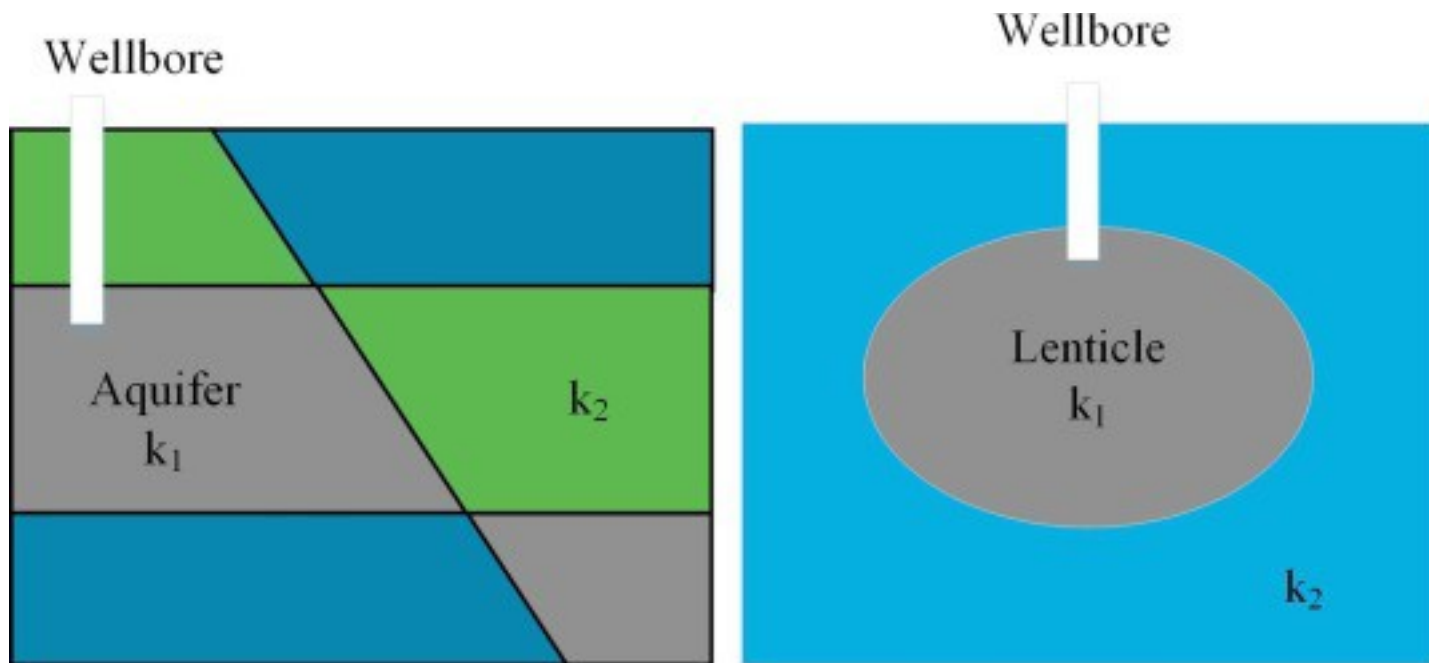 Wellbore
Aquifer
k₁
k₂
Wellbore
Lenticle
k₁
k₂